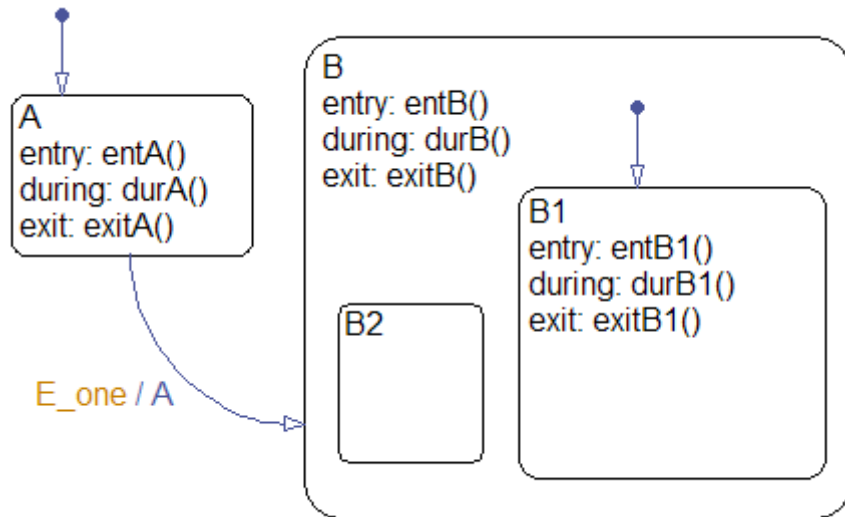 A
entry: entA()
during: durA()
exit: exitA()
E_one / A
B
entry: entB()
during: durB()
exit: exitB()
B2
B1
entry: entB1()
during: durB1()
exit: exitB1()